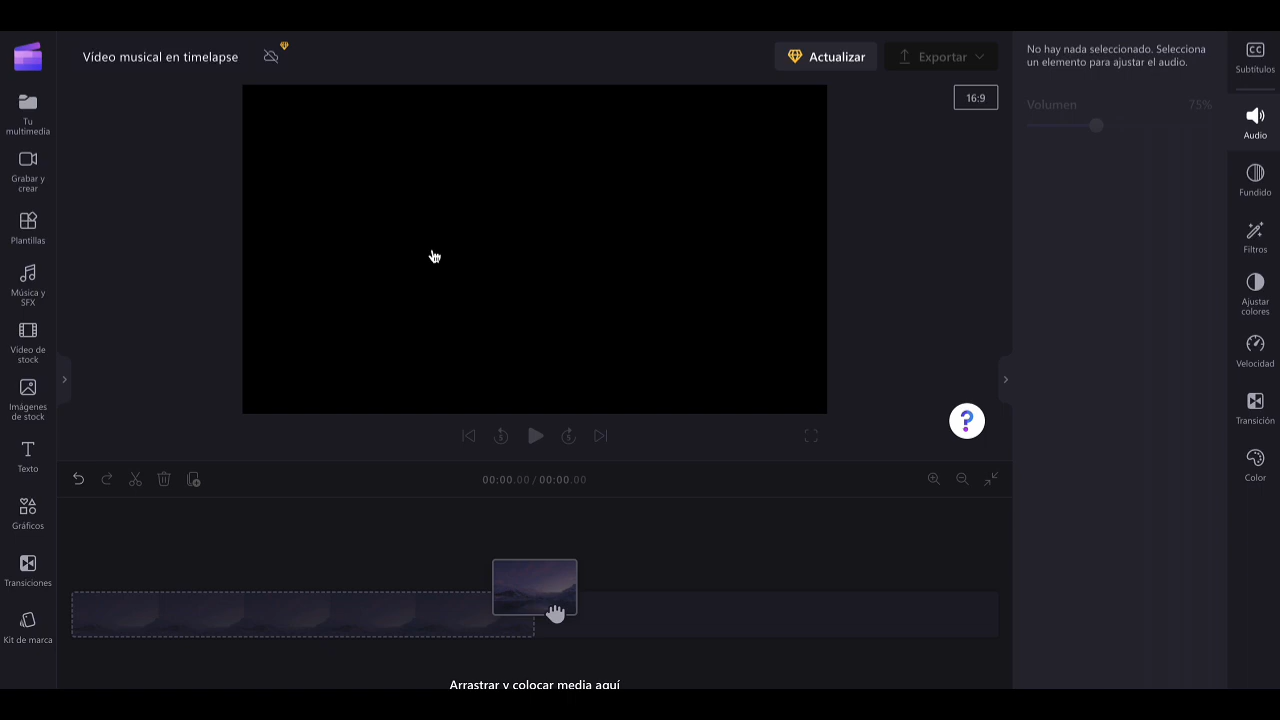 Vídeo musical en timelapse
Actualizar
Exportar
16:9
Tu
multimedia
Grabar y
crear
Plantillas
Música y
SFX
Vídeo de
stock
Imágenes
de stock
Texto
Gráficos
Transiciones
Kit de marca
5
5
?
00:00.00 / 00:00.00
Arrastrar y colocar media aquí
No hay nada seleccionado. Selecciona
un elemento para ajustar el audio.
Volumen 75%
CC
Subtítulos
Audio
Fundido
Filtros
Ajustar
colores
Velocidad
Transición
Color